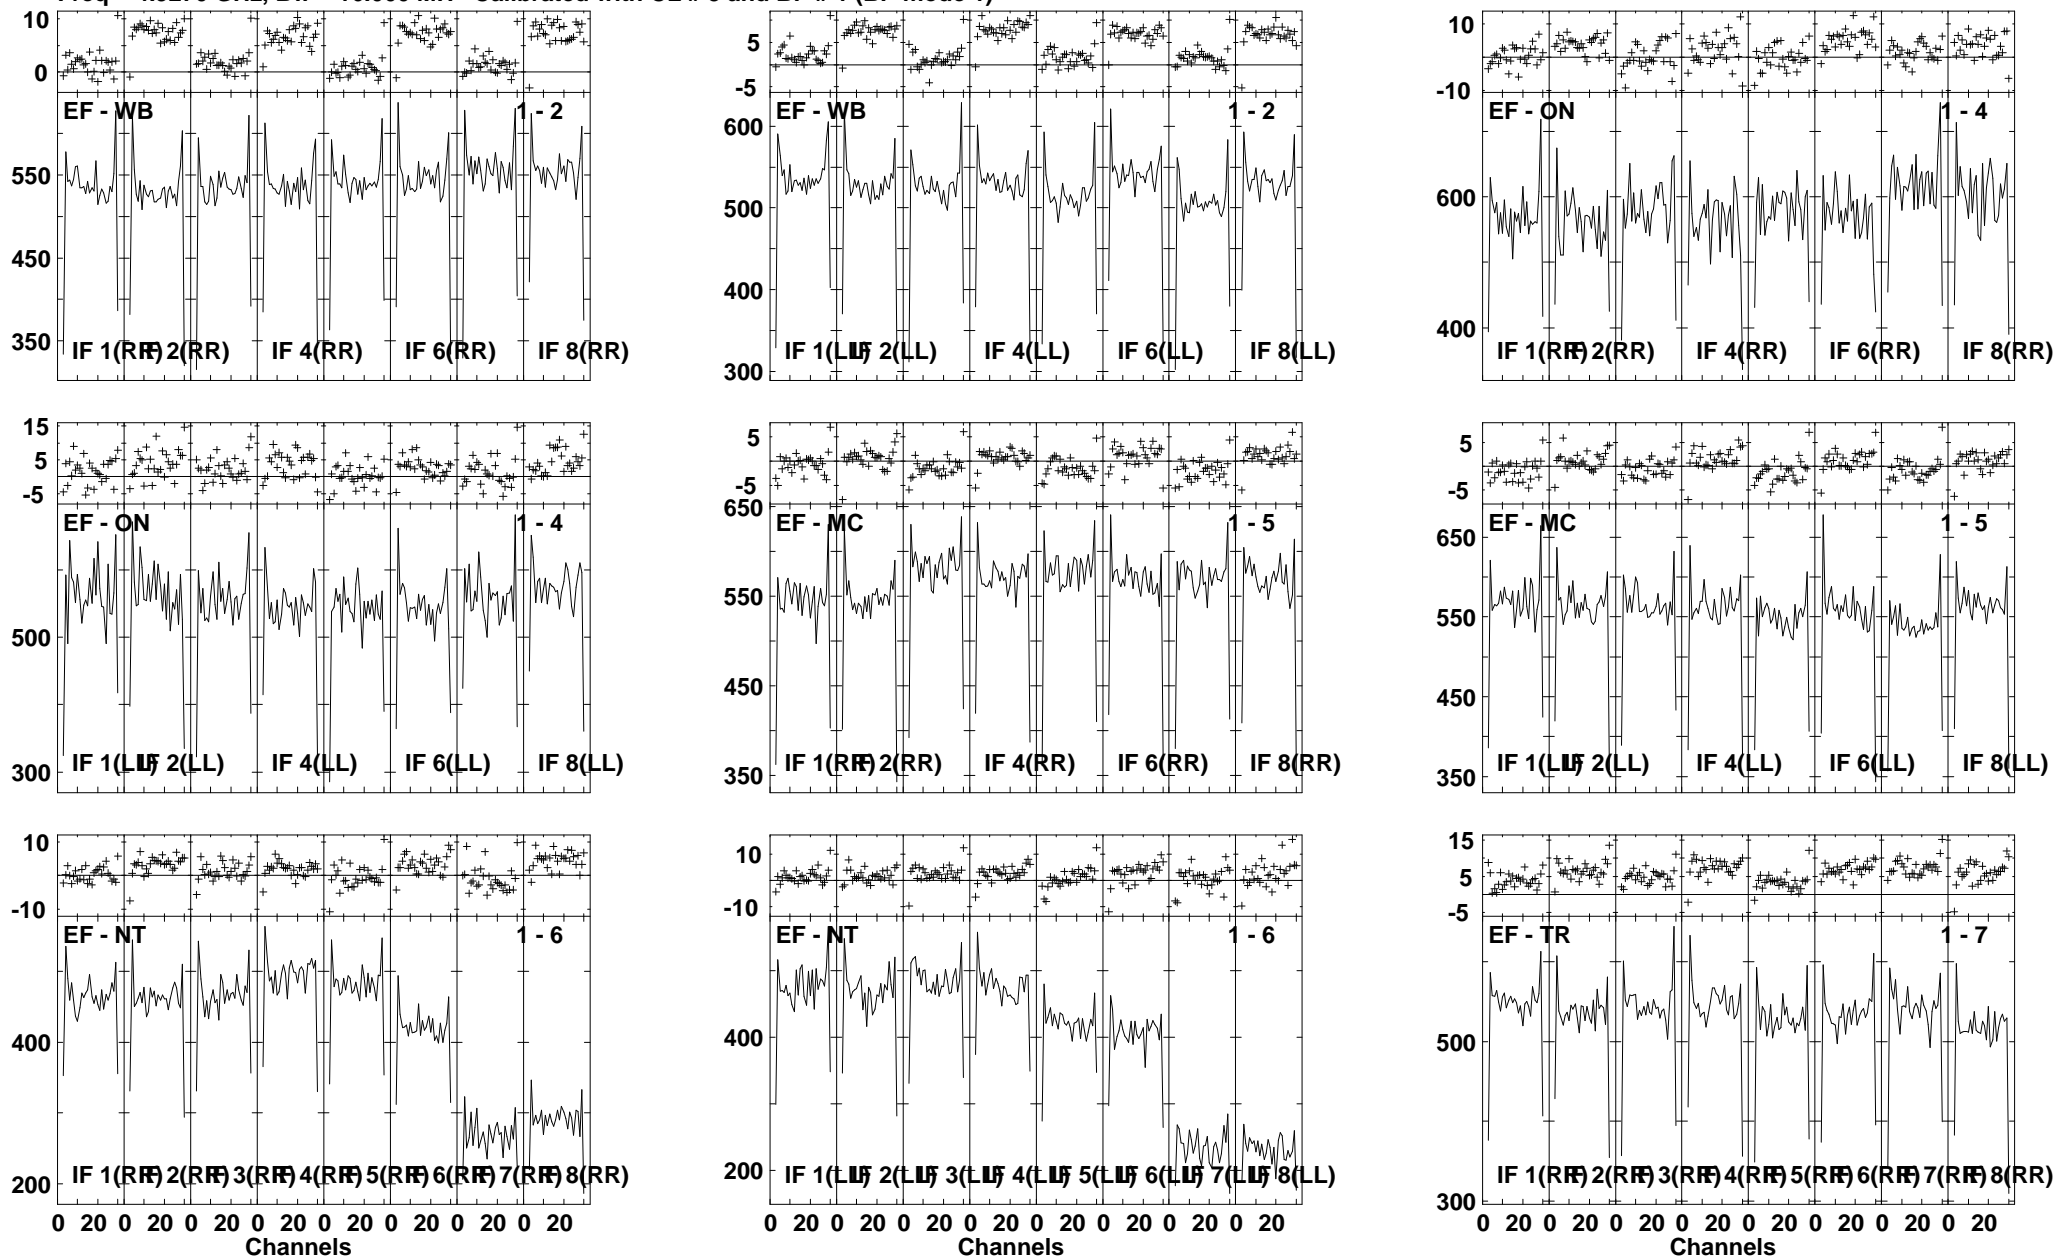 10
0
EF - WB
1 - 2
550
450
350
IF 1(RR)
IF 2(RR)
IF 4(RR)
IF 6(RR)
IF 8(RR)
5
-5
EF - WB
1 - 2
600
500
400
300
IF 1(LL)
IF 2(LL)
IF 4(LL)
IF 6(LL)
IF 8(LL)
10
-10
EF - ON
1 - 4
600
400
IF 1(RR)
IF 2(RR)
IF 4(RR)
IF 6(RR)
IF 8(RR)
15
5
-5
EF - ON
1 - 4
500
300
IF 1(LL)
IF 2(LL)
IF 4(LL)
IF 6(LL)
IF 8(LL)
5
-5
EF - MC
1 - 5
650
550
450
350
IF 1(RR)
IF 2(RR)
IF 4(RR)
IF 6(RR)
IF 8(RR)
5
-5
EF - MC
1 - 5
650
550
450
350
IF 1(LL)
IF 2(LL)
IF 4(LL)
IF 6(LL)
IF 8(LL)
10
-10
EF - NT
1 - 6
400
200
IF 1(RR)
IF 2(RR)
IF 3(RR)
IF 4(RR)
IF 5(RR)
IF 6(RR)
IF 7(RR)
IF 8(RR)
0 20 0 20 0 20 0 20 0 20 0 20 0 20 0 20
Channels
10
-10
EF - NT
1 - 6
400
200
IF 1(LL)
IF 2(LL)
IF 3(LL)
IF 4(LL)
IF 5(LL)
IF 6(LL)
IF 7(LL)
IF 8(LL)
0 20 0 20 0 20 0 20 0 20 0 20 0 20 0 20
Channels
15
5
-5
EF - TR
1 - 7
500
300
IF 1(RR)
IF 2(RR)
IF 3(RR)
IF 4(RR)
IF 5(RR)
IF 6(RR)
IF 7(RR)
IF 8(RR)
0 20 0 20 0 20 0 20 0 20 0 20 0 20 0 20
Channels